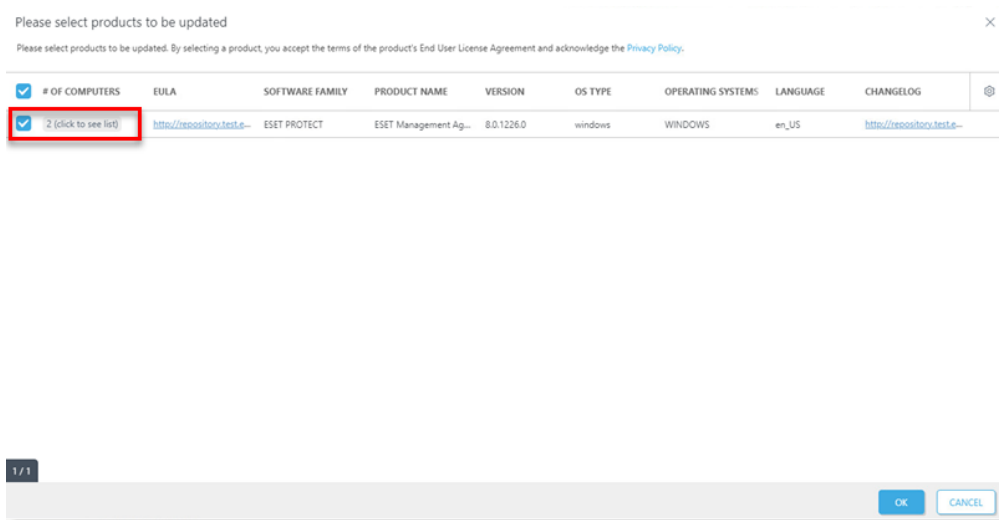 Please select products to be updated
Please select products to be updated. By selecting a product, you accept the terms of the product's End User License Agreement and acknowledge the Privacy Policy.
# OF COMPUTERS EULA SOFTWARE FAMILY PRODUCT NAME VERSION OS TYPE OPERATING SYSTEMS LANGUAGE CHANGELOG
2 (click to see list) http://repository.test.e... ESET PROTECT ESET Management Ag... 8.0.1226.0 windows WINDOWS en_US http://repository.test.e...
1 / 1
OK CANCEL